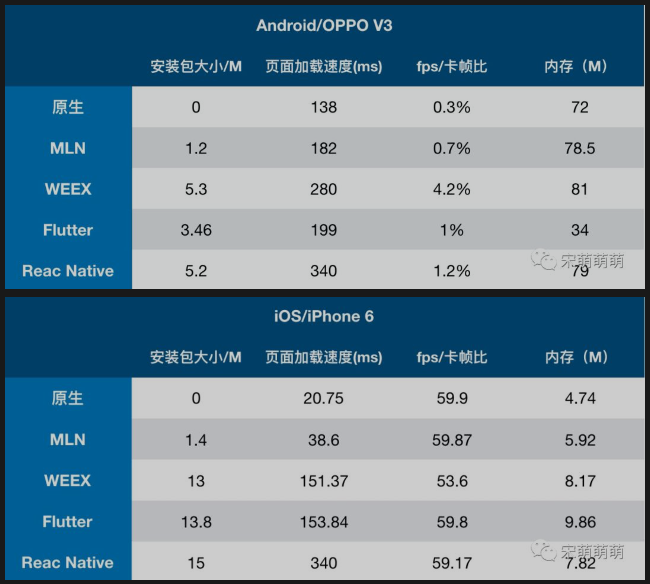 Android/OPPO V3
安装包大小/M 页面加载速度(ms) fps/卡帧比 内存（M）
原生 0 138 0.3% 72
MLN 1.2 182 0.7% 78.5
WEEX 5.3 280 4.2% 81
Flutter 3.46 199 1% 34
宋萌萌萌
Reac Native 5.2 340 1.2% 79
iOS/iPhone 6
安装包大小/M 页面加载速度(ms) fps/卡帧比 内存（M）
原生 0 20.75 59.9 4.74
MLN 1.4 38.6 59.87 5.92
WEEX 13 151.37 53.6 8.17
Flutter 13.8 153.84 59.8 9.86
宋萌萌萌
Reac Native 15 340 59.17 7.82